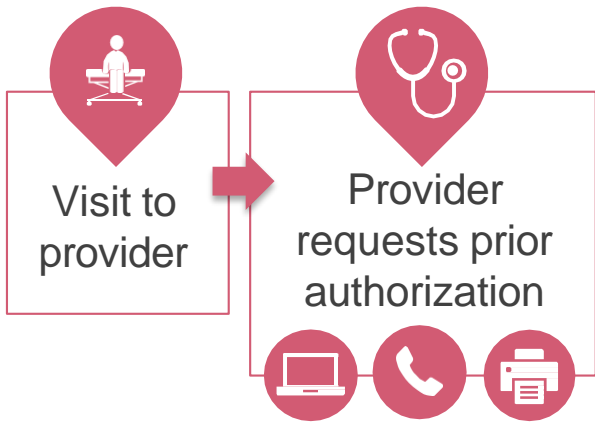 Visit to
provider
Provider
requests prior
authorization